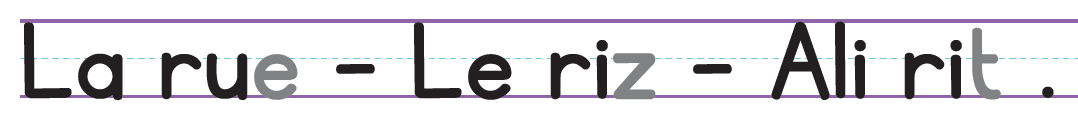 La rue - Le riz - Ali rit .